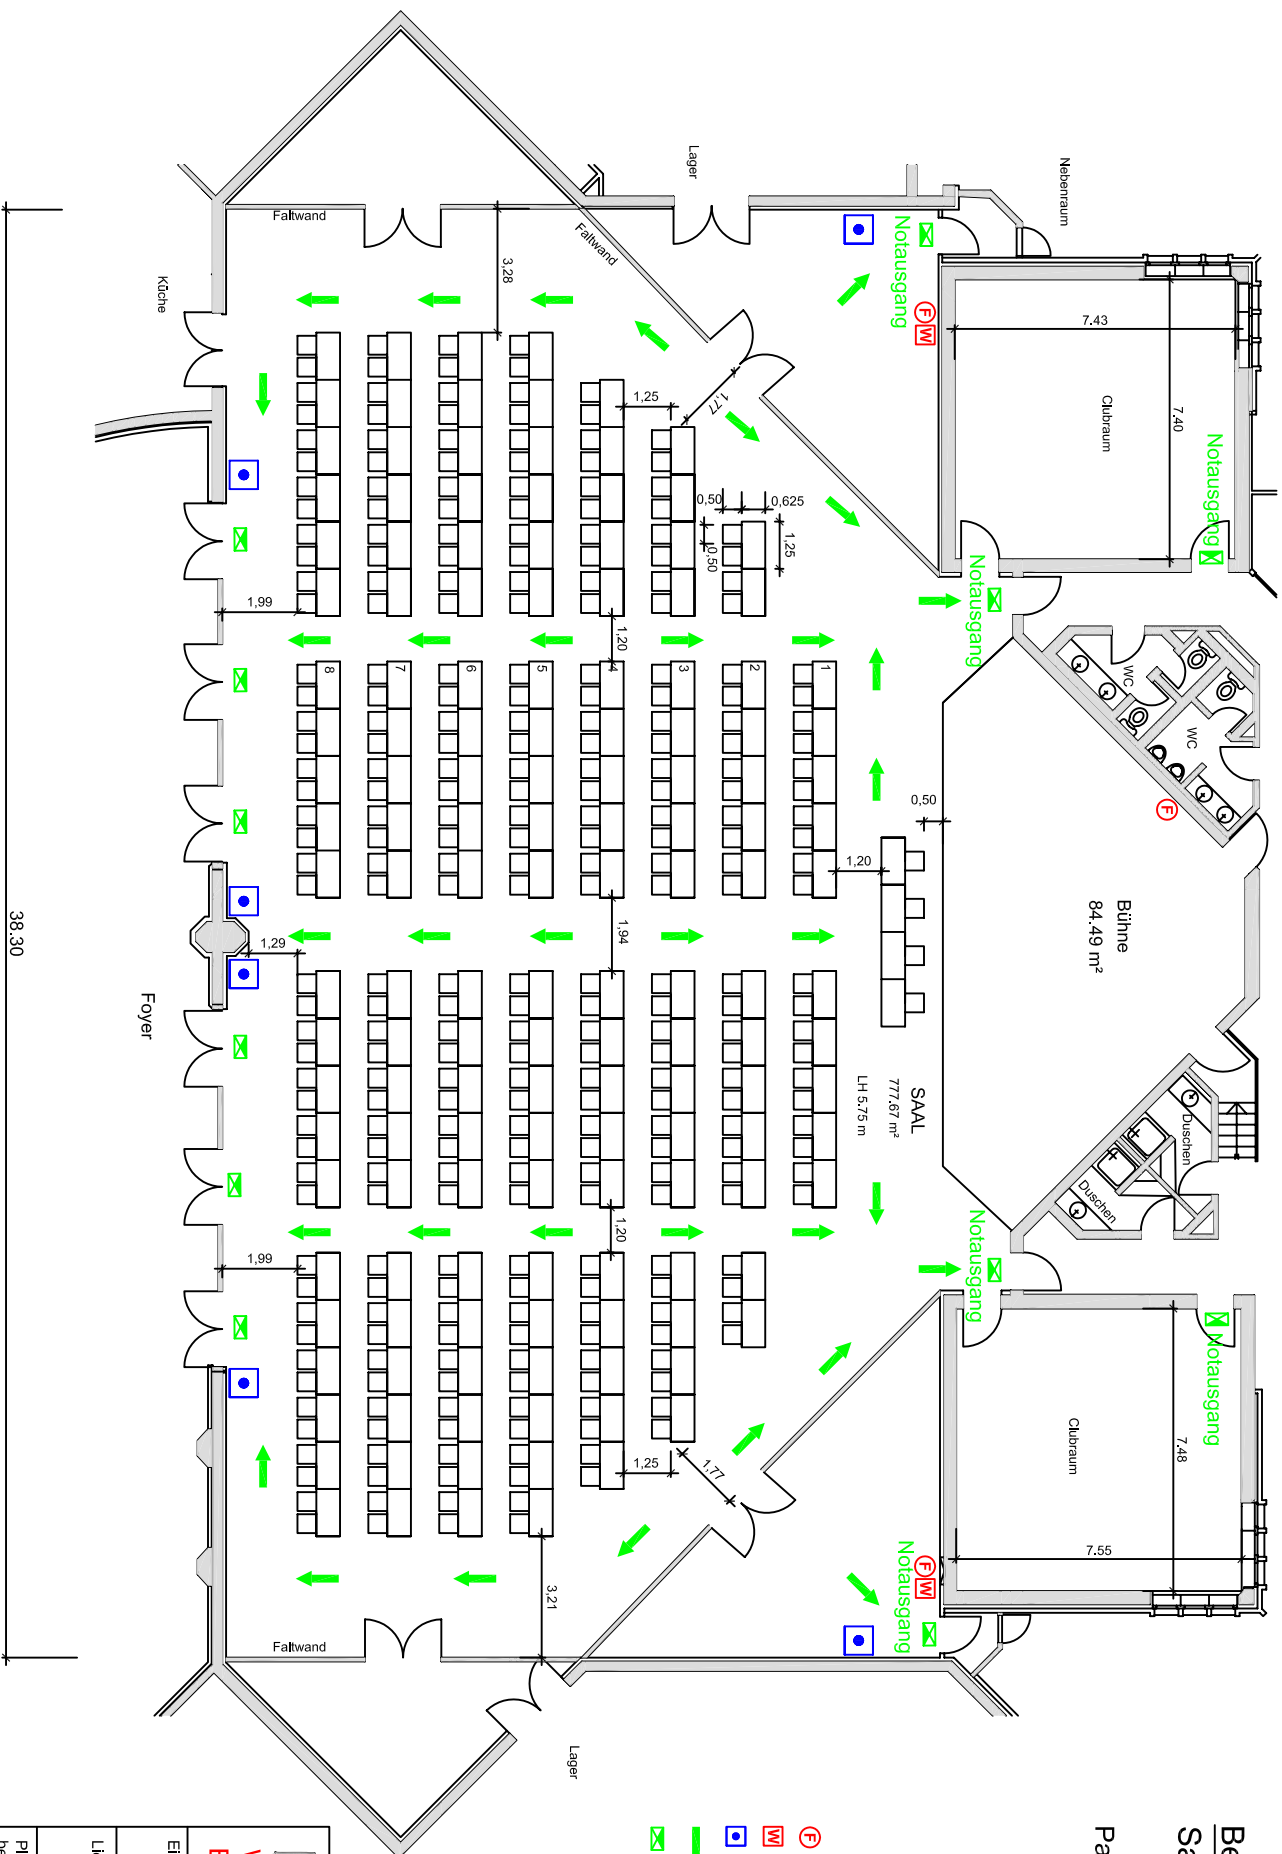 Be
Sa
Pa
Nebenraum
Lager
Notausgang
F W
7.43
7.40
Clubraum
Notausgang
Faltwand
Faltwand
3,28
Küche
1,77
1,25
0,50
0,625
1,25
0,50
Notausgang
WC
WC
F
1,99
1,20
8
7
6
5
4
3
2
1
0,50
1,20
Bühne
84.49 m²
1,94
1,29
Foyer
38.30
SAAL
777.67 m²
LH 5.75 m
Duschen
Duschen
1,20
1,99
Notausgang
Notausgang
7.48
Clubraum
7.55
1,77
1,25
3,21
F W
Notausgang
Faltwand
Lager
F
W
Ei